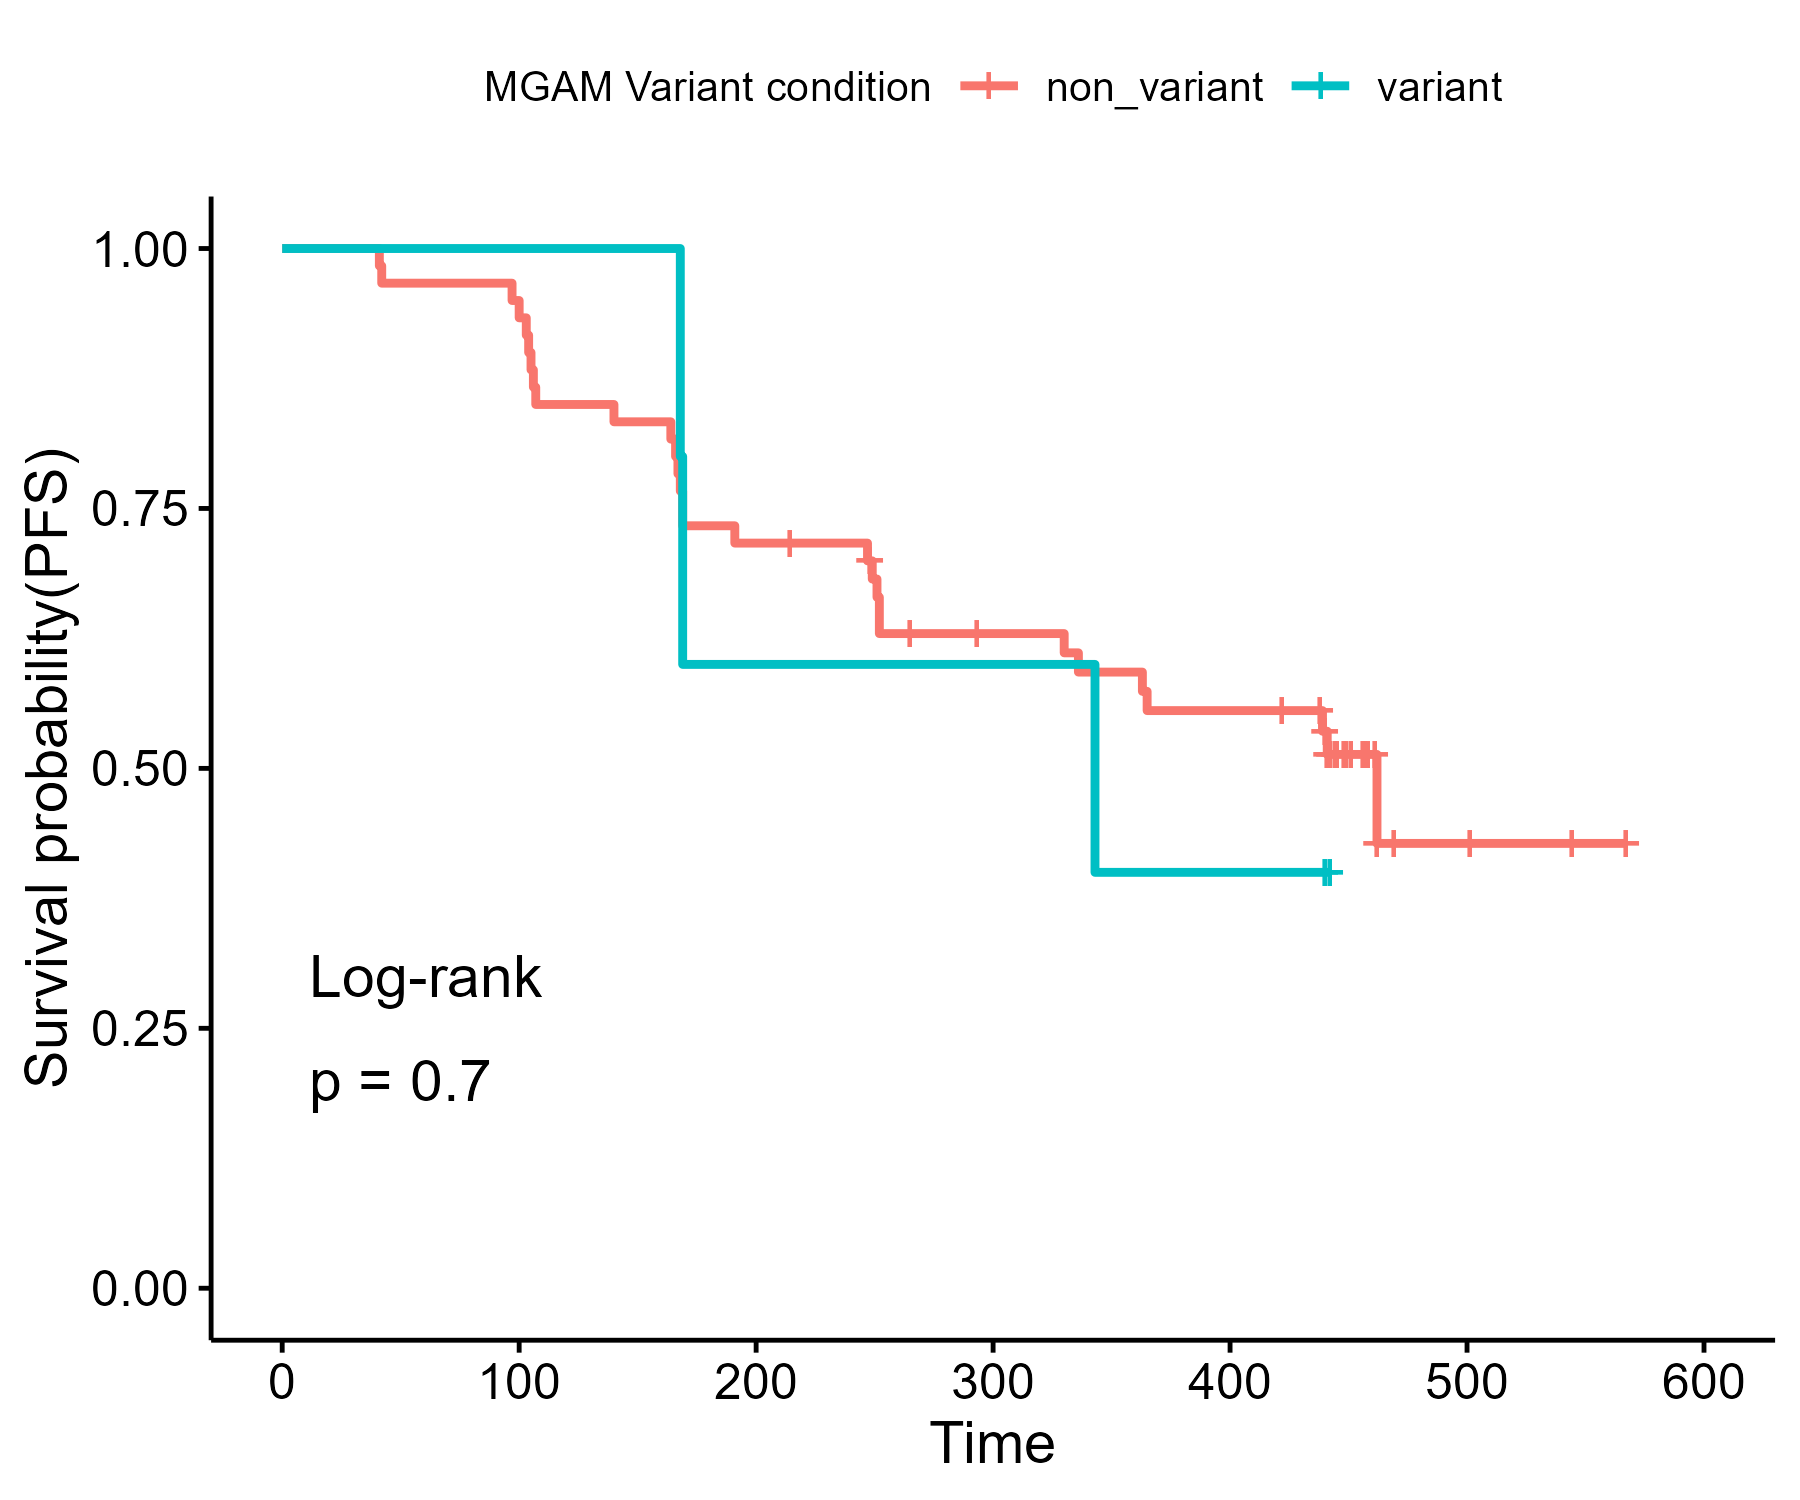 MGAM Variant condition non_variant variant
1.00
0.75
0.50
0.25
0.00
Survival probability(PFS)
Log-rank
p = 0.7
0 100 200 300 400 500 600
Time